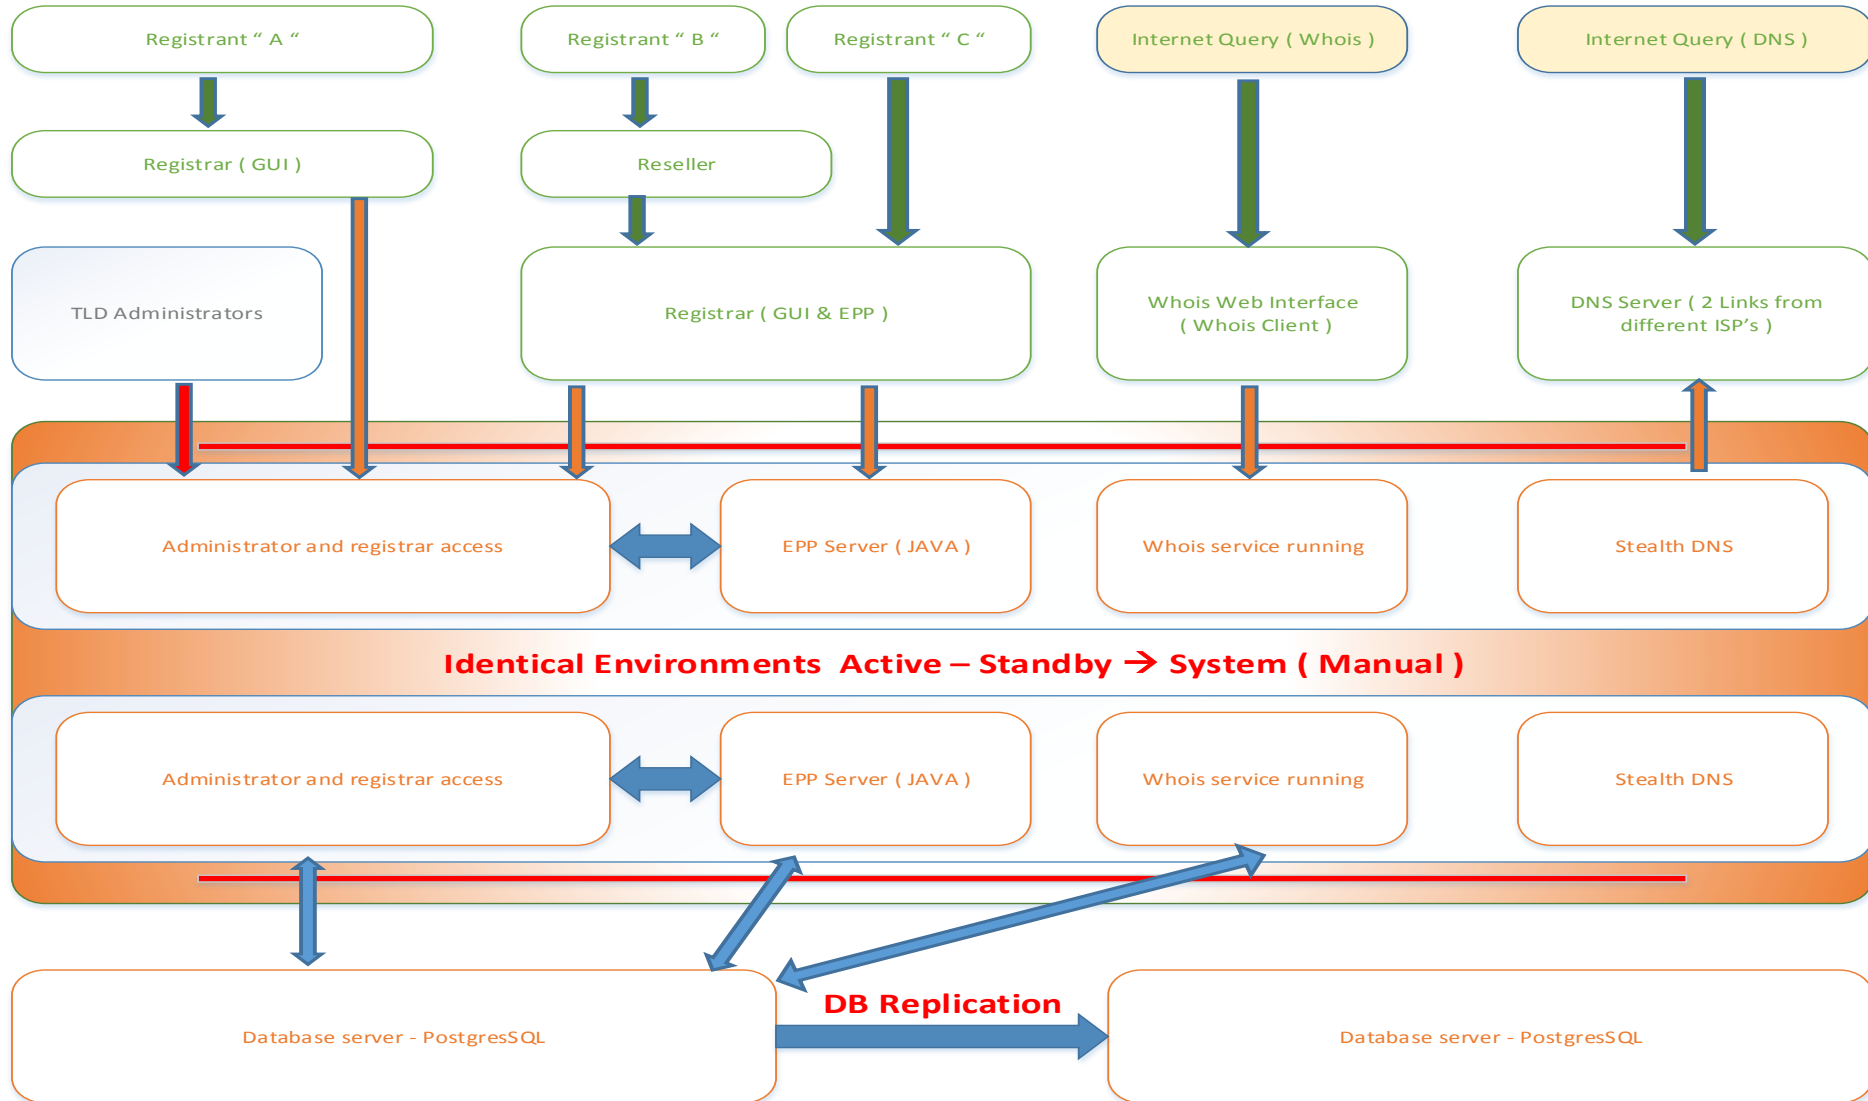 Registrant “ A “
Registrant “ B “
Registrant “ C “
Internet Query ( Whois )
Internet Query ( DNS )
Registrar ( GUI )
Reseller
TLD Administrators
Registrar ( GUI & EPP )
Whois Web Interface
( Whois Client )
DNS Server ( 2 Links from
different ISP’s )
Administrator and registrar access
EPP Server ( JAVA )
Whois service running
Stealth DNS
Identical Environments Active – Standby → System ( Manual )
Administrator and registrar access
EPP Server ( JAVA )
Whois service running
Stealth DNS
DB Replication
Database server - PostgresSQL
Database server - PostgresSQL